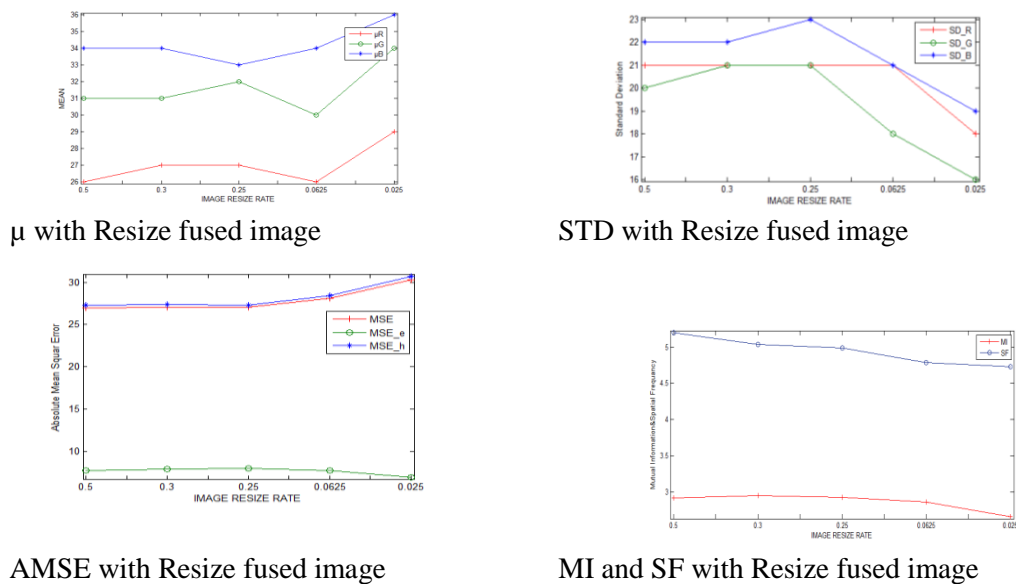 36
35
34
33
32
31
30
29
28
27
26
MEAN
µR
µG
µB
0.5 0.3 0.25 0.0625 0.025
IMAGE RESIZE RATE
µ with Resize fused image
23
22
21
20
19
18
17
16
Standard Deviation
SD_R
SD_G
SD_B
0.5 0.3 0.25 0.0625 0.025
IMAGE RESIZE RATE
STD with Resize fused image
30
25
20
15
10
Absolute Mean Squar Error
MSE
MSE_e
MSE_h
0.5 0.3 0.25 0.0625 0.025
IMAGE RESIZE RATE
AMSE with Resize fused image
5
4.5
4
3.5
3
Mutual Information&Spatial Frequancy
MI
SF
0.5 0.3 0.25 0.0625 0.025
IMAGE RESIZE RATE
MI and SF with Resize fused image